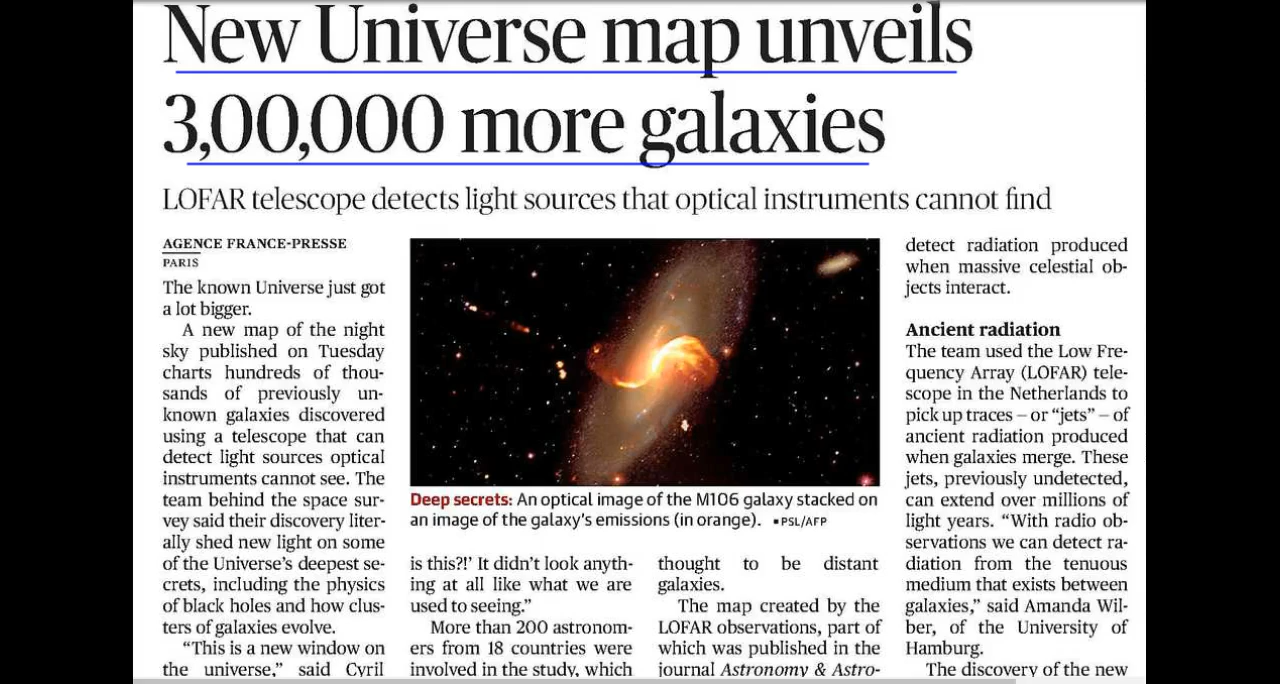 New Universe map unveils
3,00,000 more galaxies
LOFAR telescope detects light sources that optical instruments cannot find
AGENCE FRANCE-PRESSE
PARIS
The known Universe just got
a lot bigger.
A new map of the night
sky published on Tuesday
charts hundreds of thou-
sands of previously un-
known galaxies discovered
using a telescope that can
detect light sources optical
instruments cannot see. The
team behind the space sur-
vey said their discovery liter-
ally shed new light on some
of the Universe's deepest se-
crets, including the physics
of black holes and how clus-
ters of galaxies evolve.
"This is a new window on
the universe," said Cyril
Deep secrets: An optical image of the M106 galaxy stacked on
an image of the galaxy's emissions (in orange). ▪PSL/AFP
is this?!' It didn't look anyth-
ing at all like what we are
used to seeing."
More than 200 astronom-
ers from 18 countries were
involved in the study, which
thought to be distant
galaxies.
The map created by the
LOFAR observations, part of
which was published in the
journal Astronomy & Astro-
detect radiation produced
when massive celestial ob-
jects interact.
Ancient radiation
The team used the Low Fre-
quency Array (LOFAR) tele-
scope in the Netherlands to
pick up traces – or "jets" – of
ancient radiation produced
when galaxies merge. These
jets, previously undetected,
can extend over millions of
light years. "With radio ob-
servations we can detect ra-
diation from the tenuous
medium that exists between
galaxies," said Amanda Wil-
ber, of the University of
Hamburg.
The discovery of the new